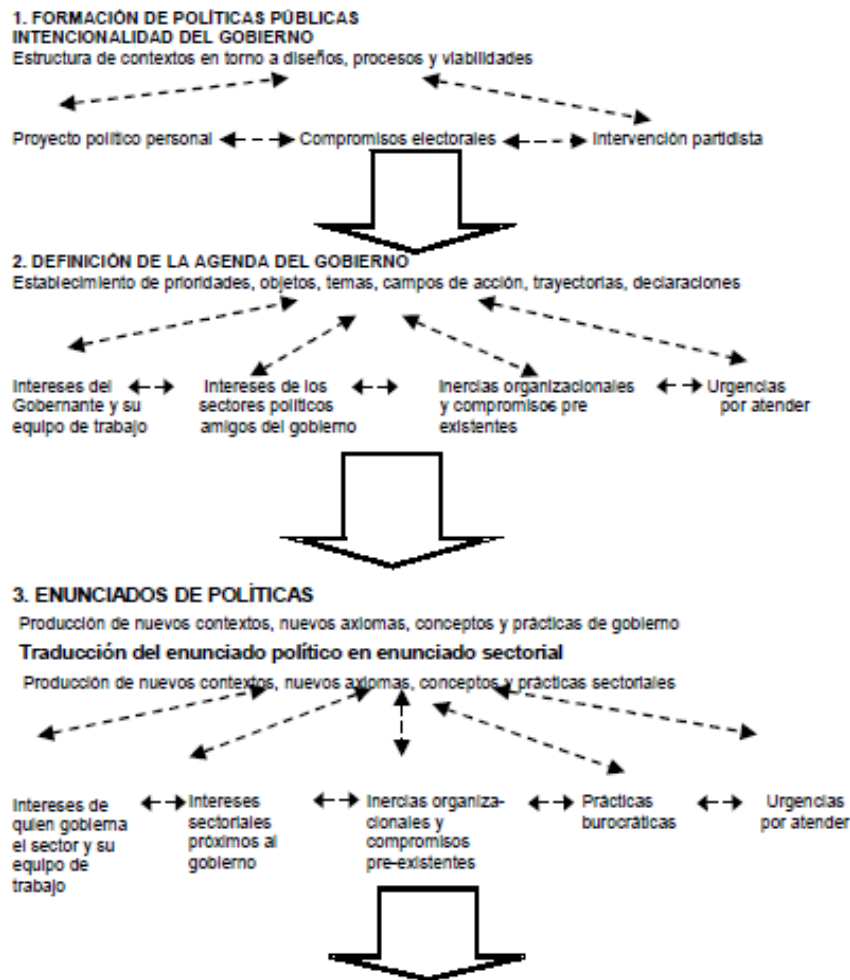 1. FORMACIÓN DE POLÍTICAS PÚBLICAS
INTENCIONALIDAD DEL GOBIERNO
Estructura de contextos en torno a diseños, procesos y viabilidades
Proyecto político personal Compromisos electorales Intervención partidista
2. DEFINICIÓN DE LA AGENDA DEL GOBIERNO
Establecimiento de prioridades, objetos, temas, campos de acción, trayectorias, declaraciones
Intereses del
Gobernante y su
equipo de trabajo
Intereses de los
sectores políticos
amigos del gobierno
Inercias organizacionales
y compromisos pre
existentes
Urgencias
por atender
3. ENUNCIADOS DE POLÍTICAS
Producción de nuevos contextos, nuevos axiomas, conceptos y prácticas de gobierno
Traducción del enunciado político en enunciado sectorial
Producción de nuevos contextos, nuevos axiomas, conceptos y prácticas sectoriales
Intereses de
quien gobierna
el sector y su
equipo de
trabajo
Intereses
sectoriales
próximos al
gobierno
Inercias organiza-
cionales y
compromisos
pre-existentes
Prácticas
burocráticas
Urgencias
por atender